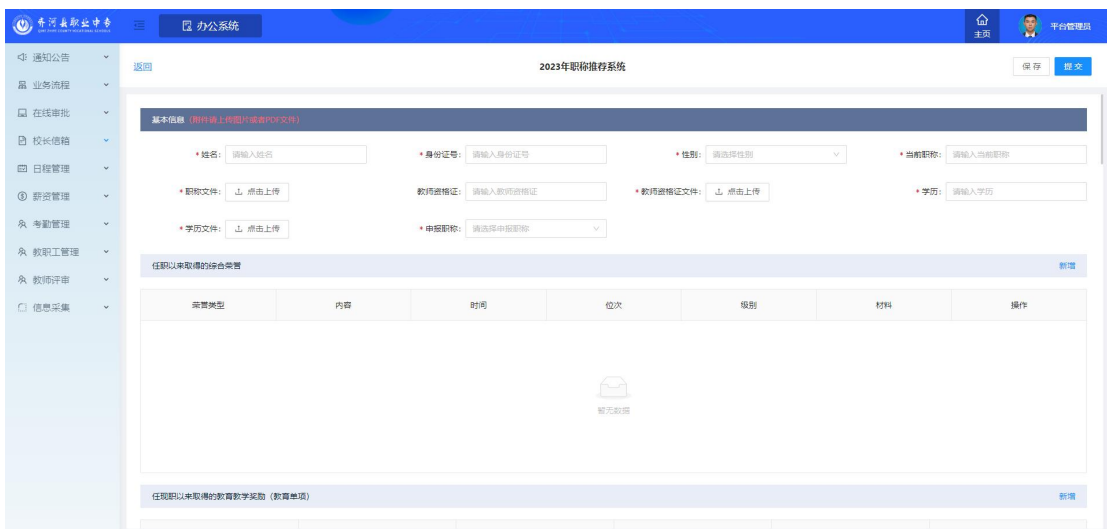 齐河县职业中专
办公系统
主页
平台管理员
通知公告
业务流程
在线审批
校长信箱
日程管理
薪资管理
考勤管理
教职工管理
教师评审
信息采集
返回
2023年职称推荐系统
保存 提交
基本信息 (附件请上传图片或者PDF文件)
* 姓名: 请输入姓名 * 身份证号: 请输入身份证号 * 性别: 请选择性别 * 当前职称: 请输入当前职称
* 职称文件: 点击上传 教师资格证: 请输入教师资格证 * 教师资格证文件: 点击上传 * 学历: 请输入学历
* 学历文件: 点击上传 * 申报职称: 请选择申报职称
任职以来取得的综合荣誉 新增
荣誉类型 内容 时间 位次 级别 材料 操作
暂无数据
任现职以来取得的教育教学奖励 (教育单项) 新增